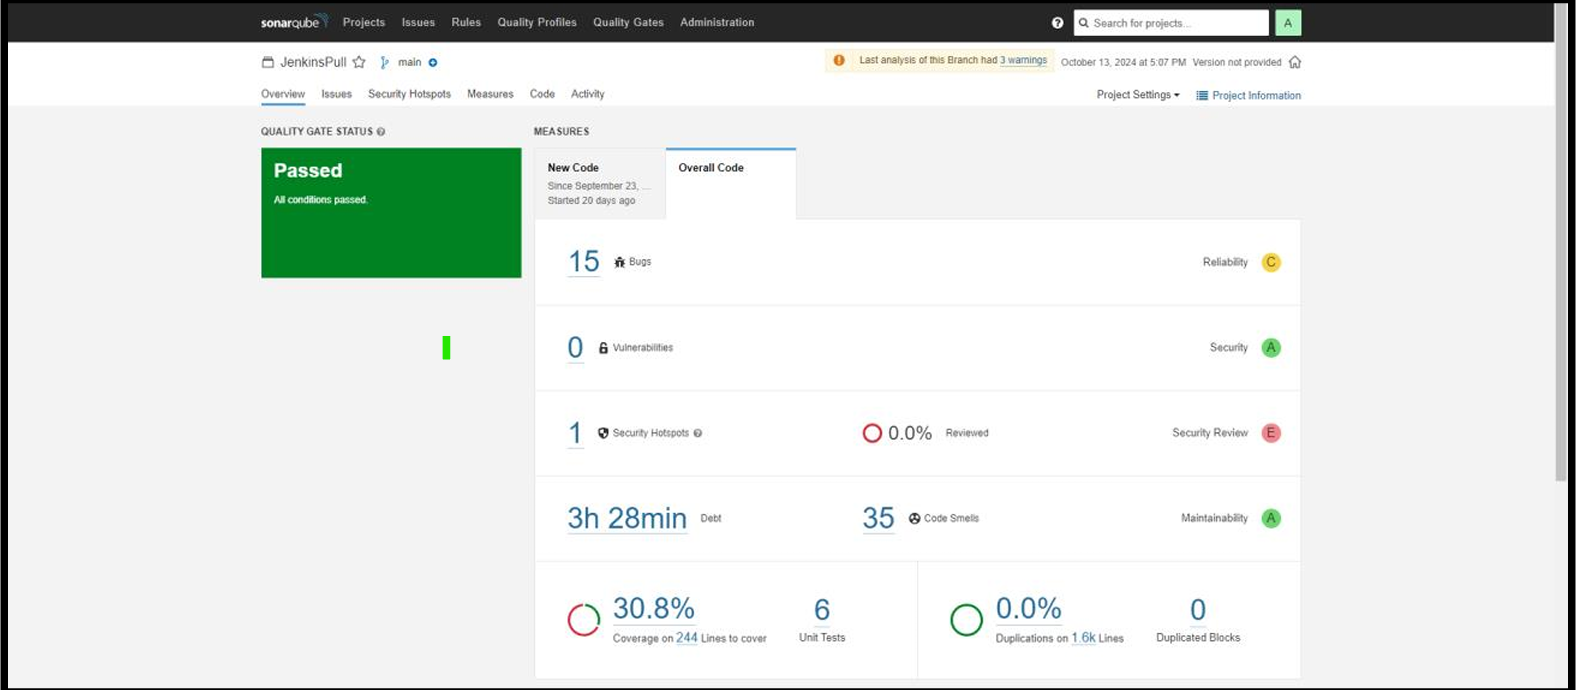 sonarqube Projects Issues Rules Quality Profiles Quality Gates Administration ? Search for projects... A
JenkinsPull main Last analysis of this Branch had 3 warnings October 13, 2024 at 5:07 PM Version not provided
Overview Issues Security Hotspots Measures Code Activity Project Settings Project Information
QUALITY GATE STATUS ?
Passed
All conditions passed.
MEASURES
New Code
Since September 23, ...
Started 20 days ago
Overall Code
15 Bugs Reliability C
0 Vulnerabilities Security A
1 Security Hotspots ? 0.0% Reviewed Security Review E
3h 28min Debt 35 Code Smells Maintainability A
30.8%
Coverage on 244 Lines to cover
6
Unit Tests
0.0%
Duplications on 1.6k Lines
0
Duplicated Blocks